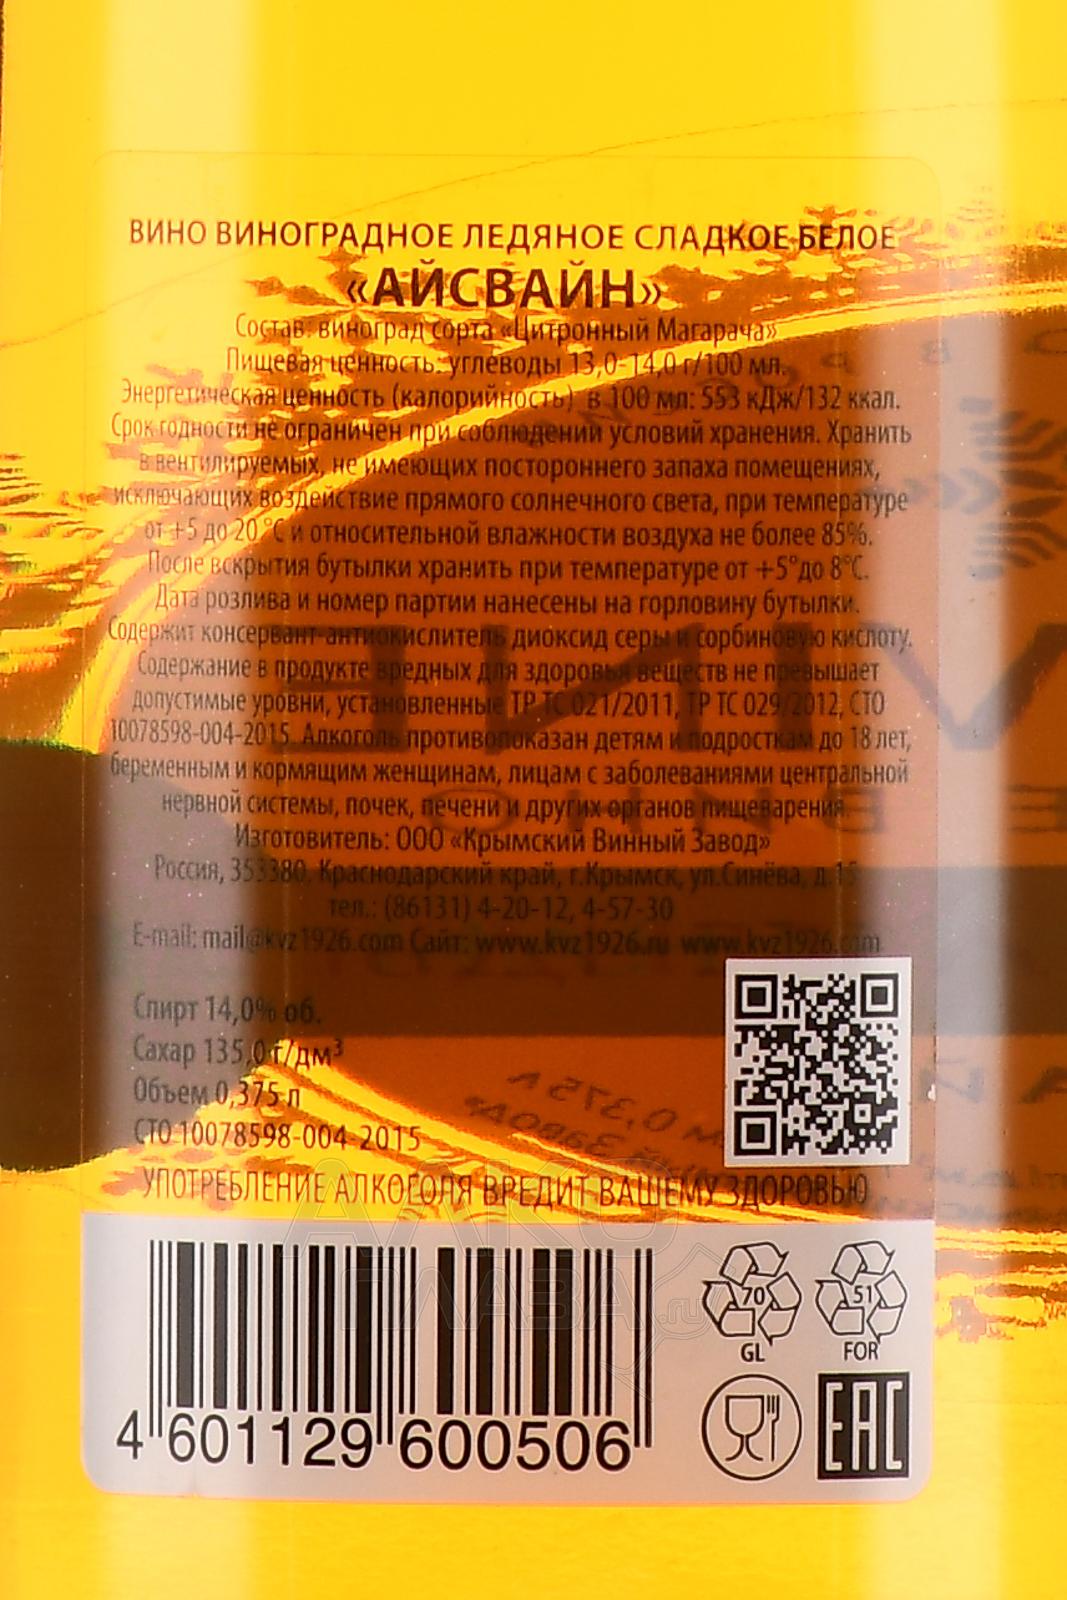 ВИНО ВИНОГРАДНОЕ ЛЕДЯНОЕ СЛАДКОЕ БЕЛОЕ
«АЙСВАЙН»
Состав: виноград сорта «Цитронный Магарача»
Пищевая ценность: углеводы 13,0-14,0 г/100 мл.
Энергетическая ценность (калорийность) в 100 мл: 553 кДж/132 ккал.
Срок годности не ограничен при соблюдении условий хранения. Хранить
в вентилируемых, не имеющих постороннего запаха помещениях,
исключающих воздействие прямого солнечного света, при температуре
от +5 до 20 °С и относительной влажности воздуха не более 85%.
После вскрытия бутылки хранить при температуре от +5°до 8°С.
Дата розлива и номер партии нанесены на горловину бутылки.
Содержит консервант-антиокислитель диоксид серы и сорбиновую кислоту.
Содержание в продукте вредных для здоровья веществ не превышает
допустимые уровни, установленные ТР ТС 021/2011, ТР ТС 029/2012, СТО
10078598-004-2015. Алкоголь противопоказан детям и подросткам до 18 лет,
беременным и кормящим женщинам, лицам с заболеваниями центральной
нервной системы, почек, печени и других органов пищеварения.
Изготовитель: ООО «Крымский Винный Завод»
Россия, 353380, Краснодарский край, г.Крымск, ул.Синёва, д.15
тел.: (86131) 4-20-12, 4-57-30
E-mail: mail@kvz1926.com Сайт: www.kvz1926.ru www.kvz1926.com
Спирт 14,0% об.
Сахар 135,0 г/дм³
Объем 0,375 л
СТО 10078598-004-2015
УПОТРЕБЛЕНИЕ АЛКОГОЛЯ ВРЕДИТ ВАШЕМУ ЗДОРОВЬЮ
АЛКО
ГЛАВА.ru
70
51
GL
FOR
4 601129 600506
EAC